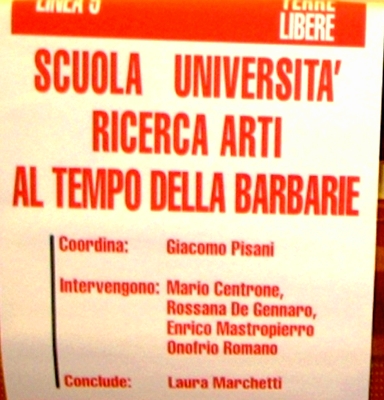 LINEA 5 TERRE
LIBERE
SCUOLA UNIVERSITA'
RICERCA ARTI
AL TEMPO DELLA BARBARIE
Coordina: Giacomo Pisani
Intervengono: Mario Centrone,
Rossana De Gennaro,
Enrico Mastropierro
Onofrio Romano
Conclude: Laura Marchetti